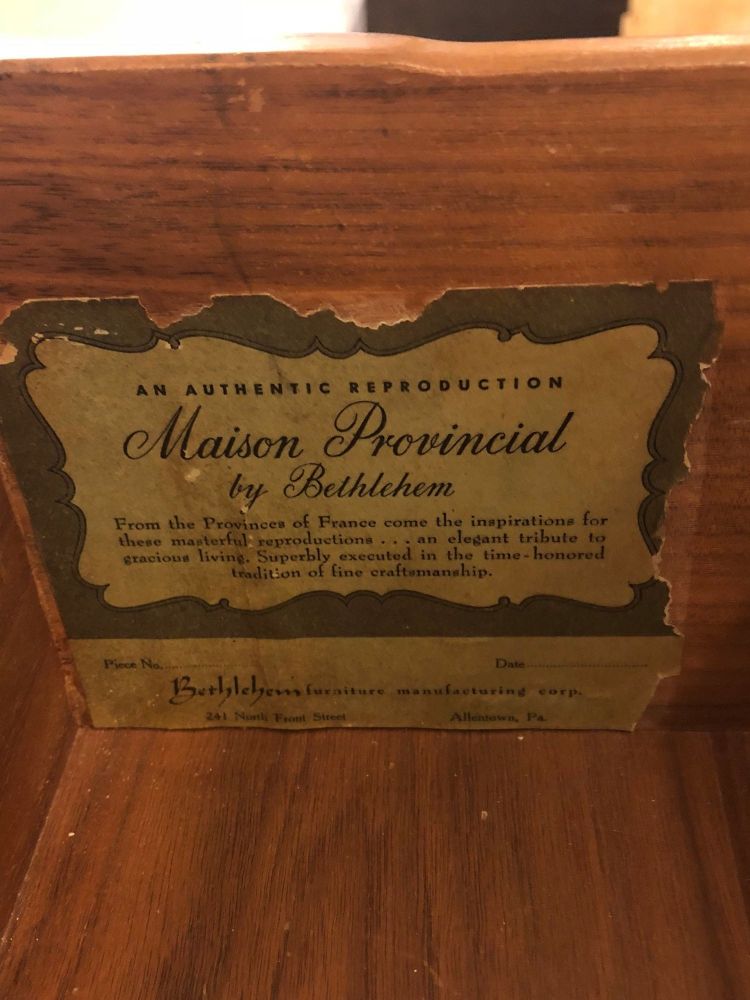 AN AUTHENTIC REPRODUCTION
Maison Provincial
by Bethlehem
From the Provinces of France come the inspirations for
these masterful reproductions . . . an elegant tribute to
gracious living. Superbly executed in the time-honored
tradition of fine craftsmanship.
Piece No. ................ Date ................
Bethlehem furniture manufacturing corp.
241 North Front Street Allentown, Pa.